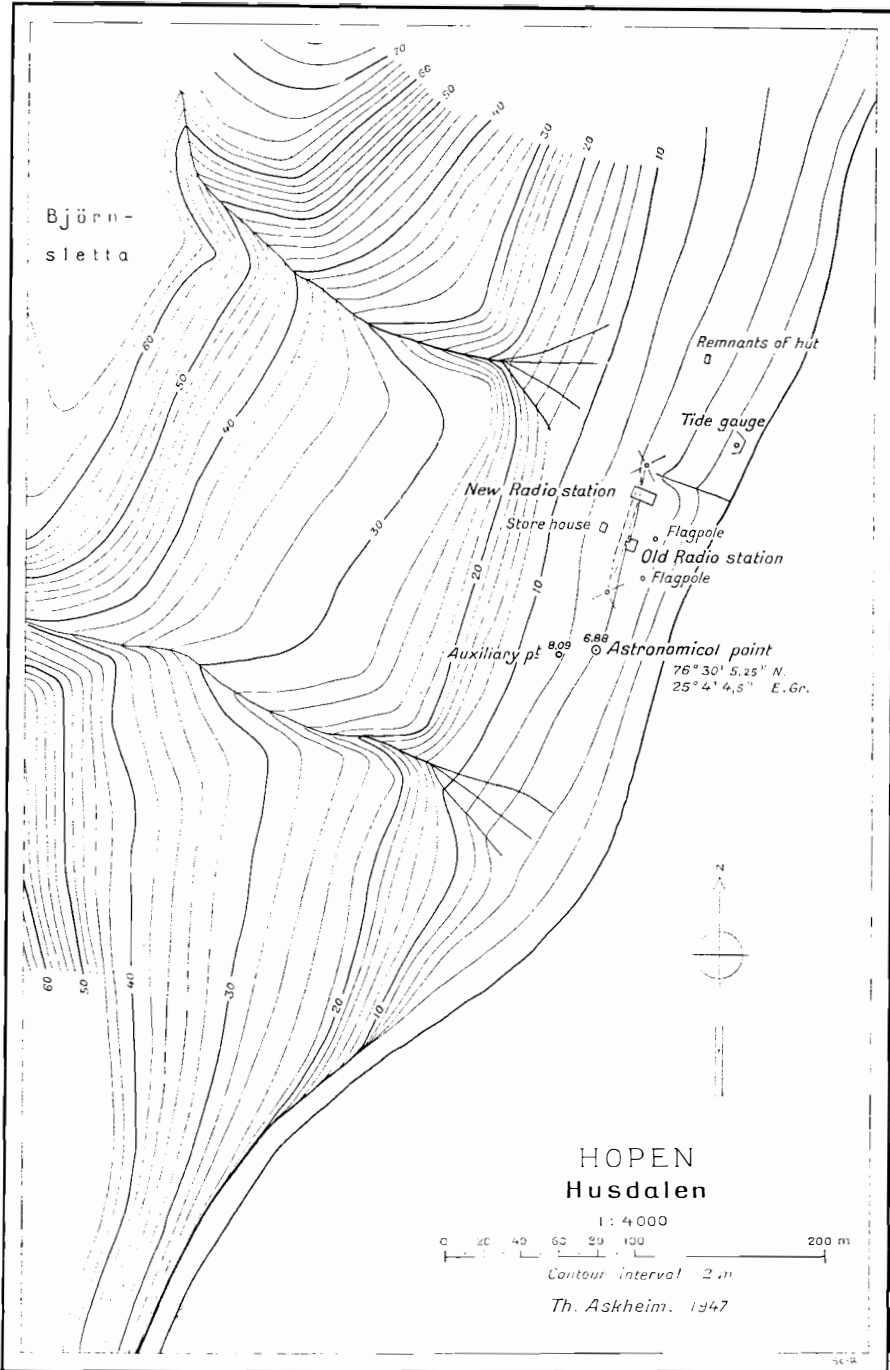 70
60
50
40
30
20
10
Björn-
sletta
60
50
40
30
20
10
Remnants of hut
Tide gauge
New Radio station
Store house
Flagpole
Old Radio station
Flagpole
Auxiliary pt 8.09
6.88 Astronomicol point
76° 30' 5,25" N.
25° 4' 4,5" E. Gr.
N
60
50
40
30
20
10
HOPEN
Husdalen
1 : 4000
0 20 40 60 80 100 200 m
Contour interval 2 m
Th. Askheim. 1947